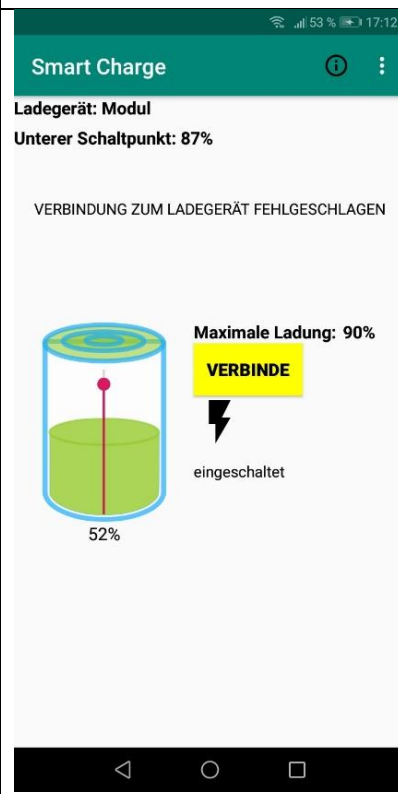 53 % 17:12
Smart Charge
Ladegerät: Modul
Unterer Schaltpunkt: 87%
VERBINDUNG ZUM LADEGERÄT FEHLGESCHLAGEN
Maximale Ladung: 90%
VERBINDE
eingeschaltet
52%